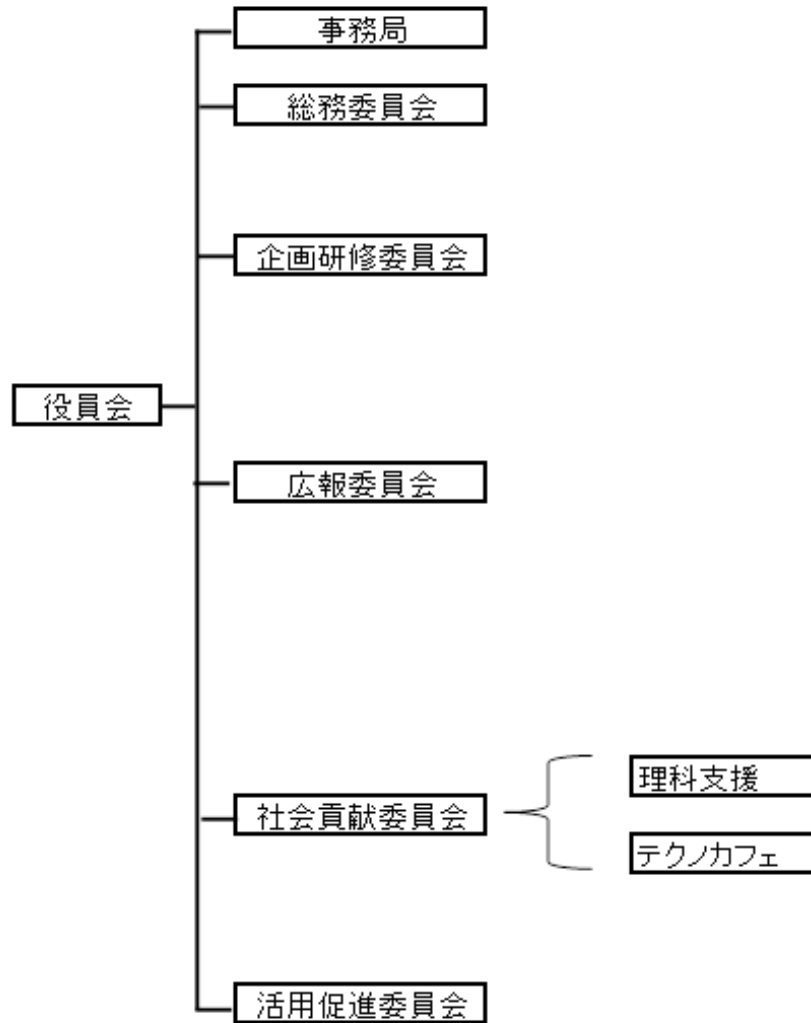 事務局
総務委員会
企画研修委員会
役員会
広報委員会
理科支援
社会貢献委員会
テクノカフェ
活用促進委員会